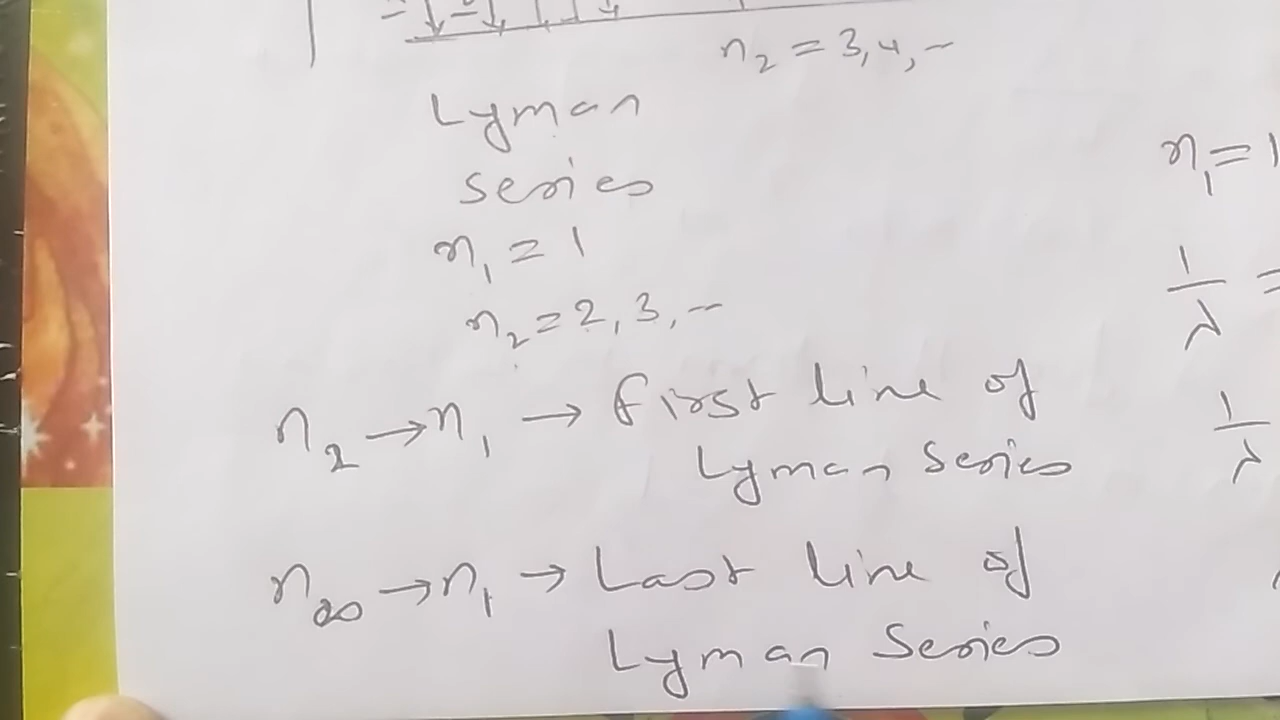 n₂ = 3, 4, --
Lyman
series
n₁ = 1
n₂ = 2, 3, --
n₂ → n₁ → first line of
Lyman Series
n∞ → n₁ → Last line of
Lyman Series
n₁ = 1
1/λ =
1/λ